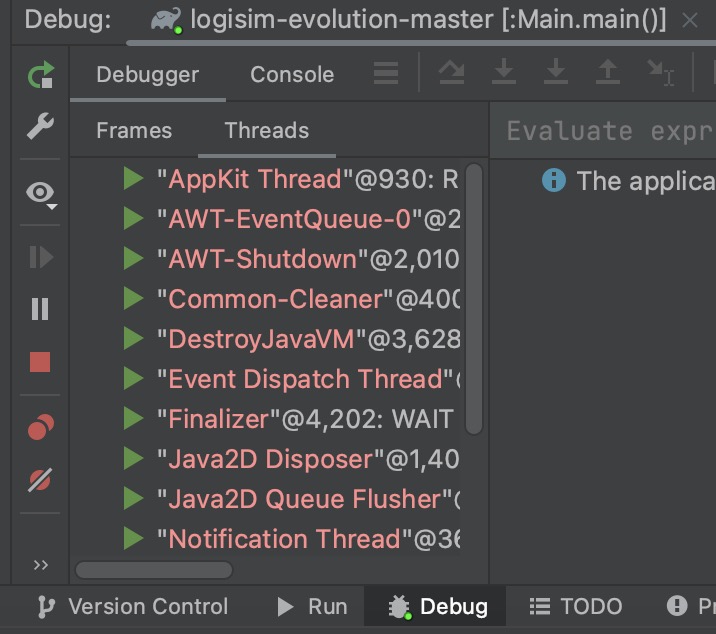 Debug: logisim-evolution-master [:Main.main()]
Debugger Console
Frames Threads
Evaluate expr
"AppKit Thread"@930: R
The applica
"AWT-EventQueue-0"@2
"AWT-Shutdown"@2,010
"Common-Cleaner"@400
"DestroyJavaVM"@3,628
"Event Dispatch Thread"
"Finalizer"@4,202: WAIT
"Java2D Disposer"@1,40
"Java2D Queue Flusher"
"Notification Thread"@36
Version Control Run Debug TODO Pr